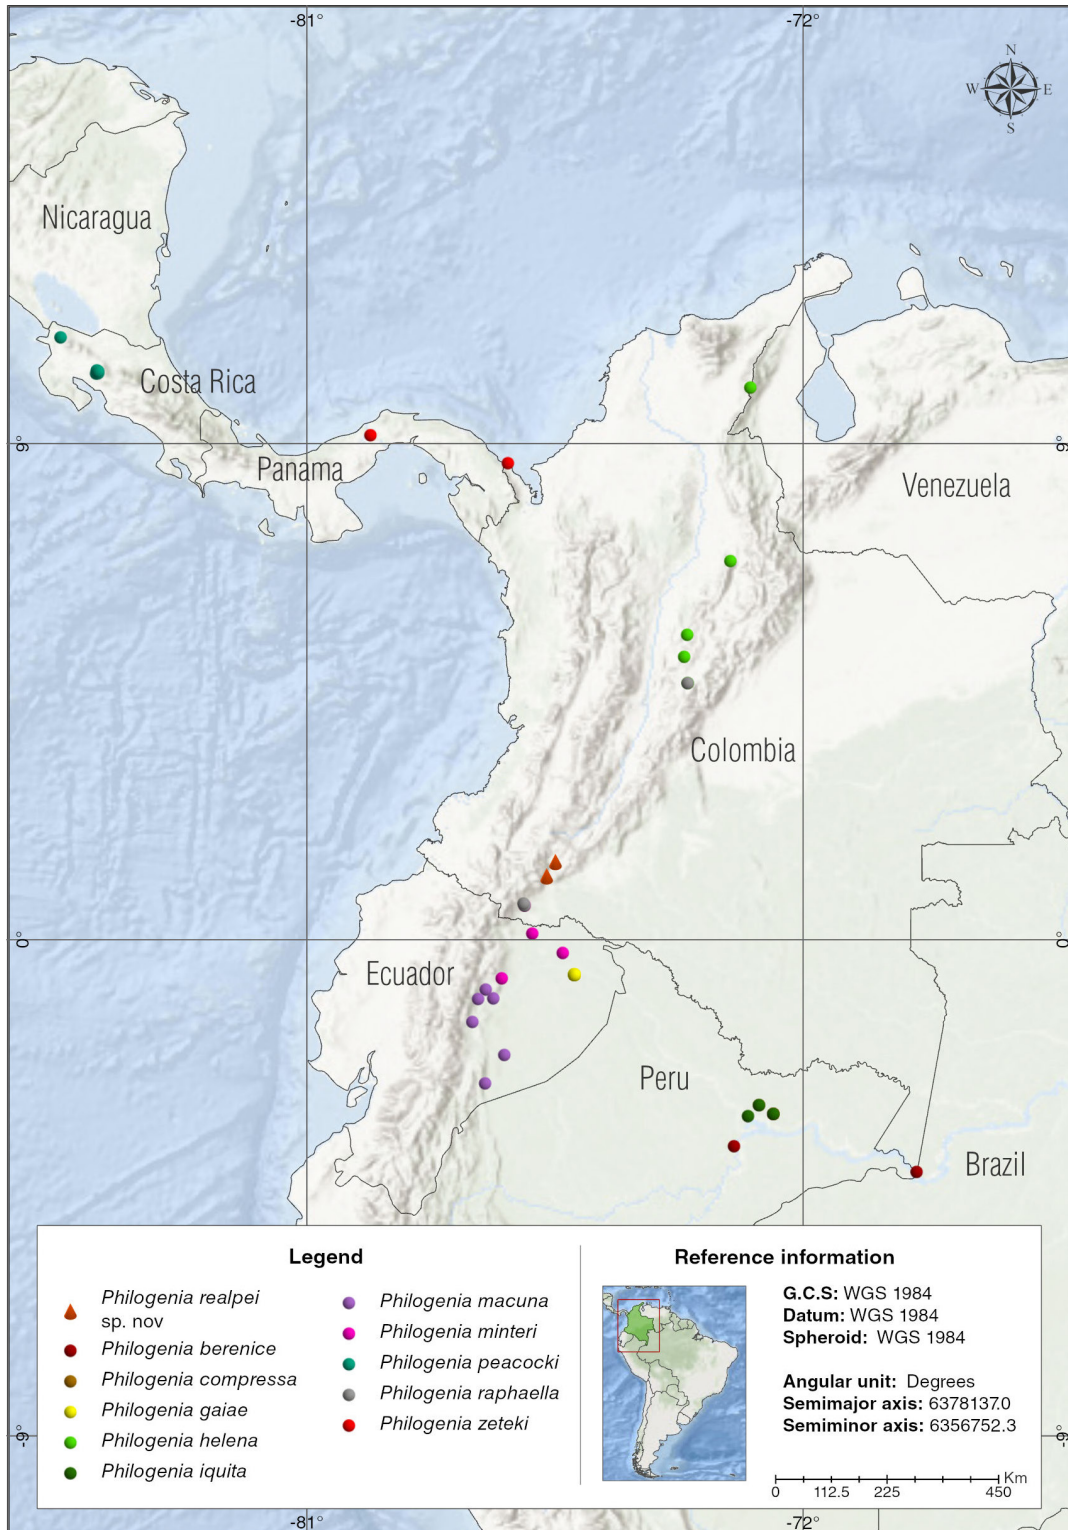 -81°
-72°
N
W E
S
Nicaragua
Costa Rica
9°
9°
Panama
Venezuela
Colombia
0°
0°
Ecuador
Peru
Brazil
Legend
Philogenia realpei
sp. nov
Philogenia berenice
Philogenia compressa
Philogenia gaiae
Philogenia helena
Philogenia iquita
Philogenia macuna
Philogenia minteri
Philogenia peacocki
Philogenia raphaella
Philogenia zeteki
Reference information
G.C.S: WGS 1984
Datum: WGS 1984
Spheroid: WGS 1984
Angular unit: Degrees
Semimajor axis: 6378137.0
Semiminor axis: 6356752.3
Km
0 112.5 225 450
-9°
-9°
-81°
-72°